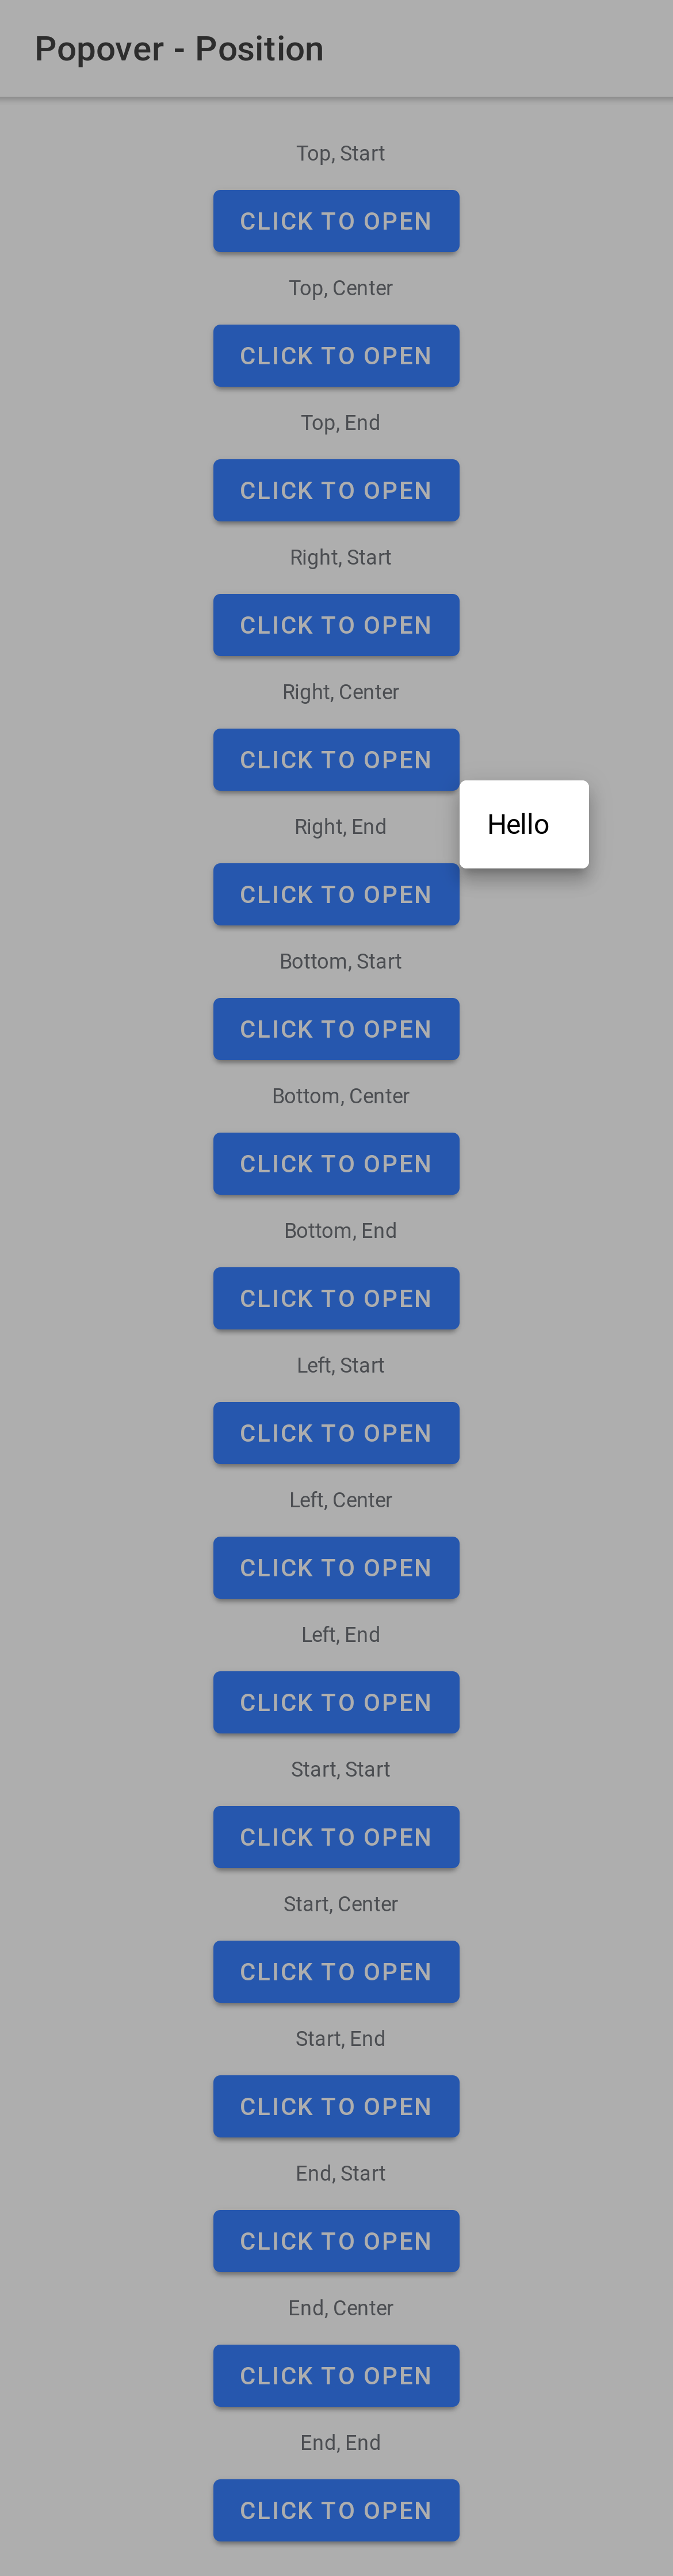 Popover - Position
Top, Start
CLICK TO OPEN
Top, Center
CLICK TO OPEN
Top, End
CLICK TO OPEN
Right, Start
CLICK TO OPEN
Right, Center
CLICK TO OPEN
Hello
Right, End
CLICK TO OPEN
Bottom, Start
CLICK TO OPEN
Bottom, Center
CLICK TO OPEN
Bottom, End
CLICK TO OPEN
Left, Start
CLICK TO OPEN
Left, Center
CLICK TO OPEN
Left, End
CLICK TO OPEN
Start, Start
CLICK TO OPEN
Start, Center
CLICK TO OPEN
Start, End
CLICK TO OPEN
End, Start
CLICK TO OPEN
End, Center
CLICK TO OPEN
End, End
CLICK TO OPEN